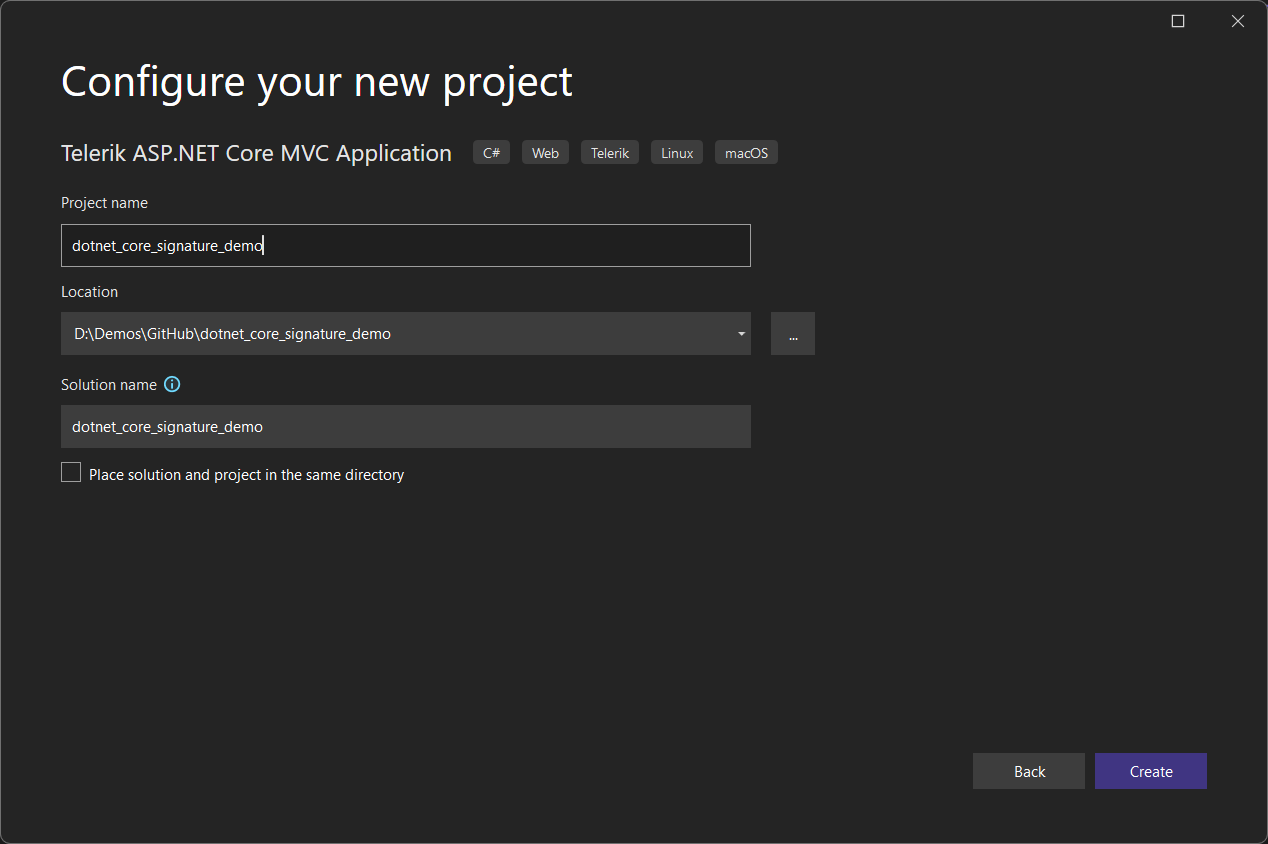 Configure your new project
Telerik ASP.NET Core MVC Application C# Web Telerik Linux macOS
Project name
dotnet_core_signature_demo
Location
D:\Demos\GitHub\dotnet_core_signature_demo
...
Solution name
dotnet_core_signature_demo
Place solution and project in the same directory
Back Create